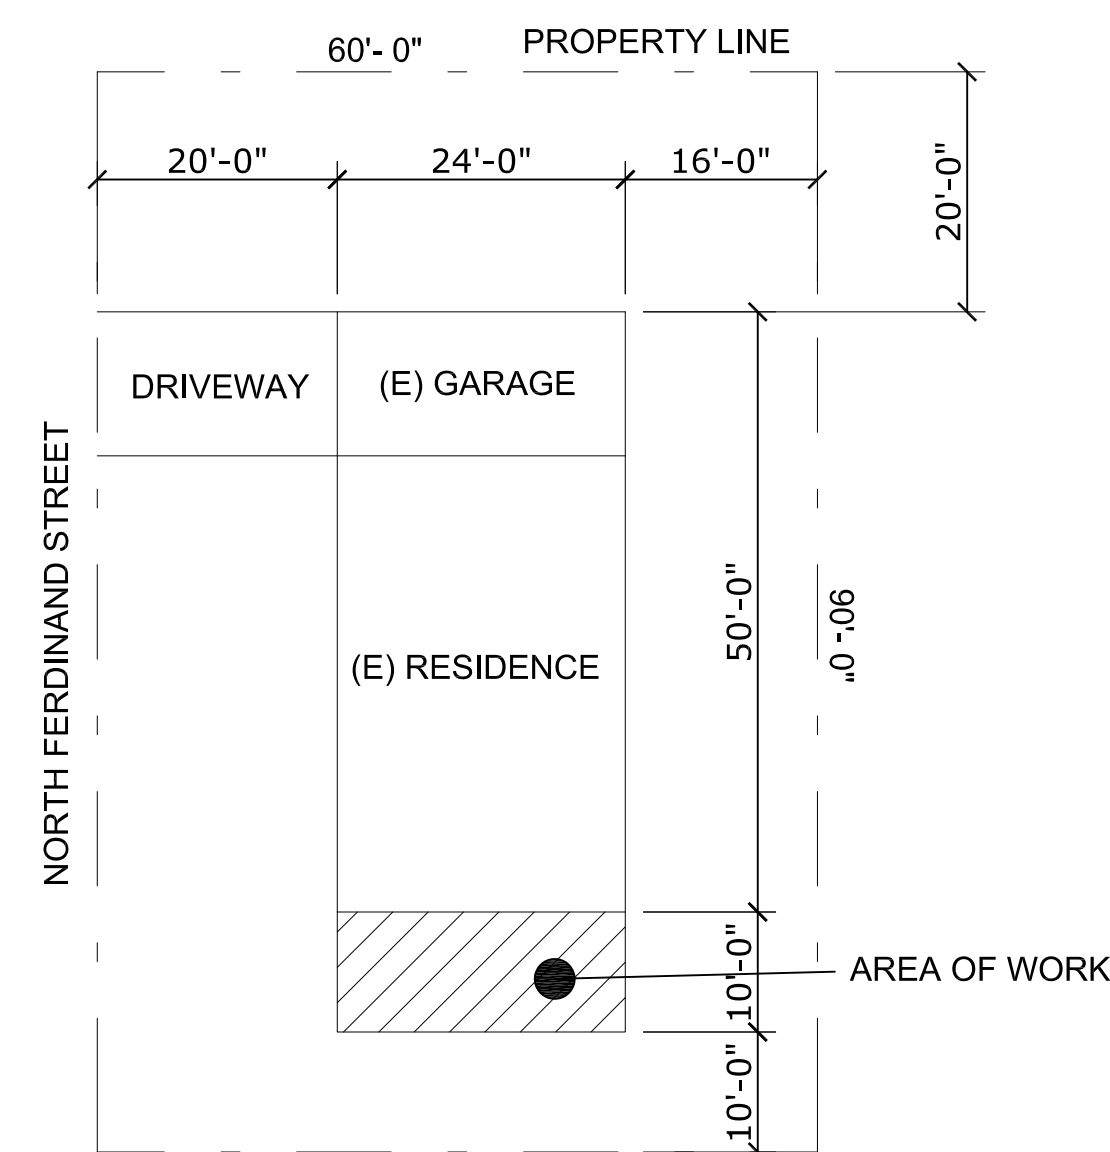 60'- 0"
PROPERTY LINE
20'-0"
24'-0"
16'-0"
20'-0"
DRIVEWAY
(E) GARAGE
NORTH FERDINAND STREET
50'-0"
90'- 0"
(E) RESIDENCE
10'-0"
AREA OF WORK
10'-0"